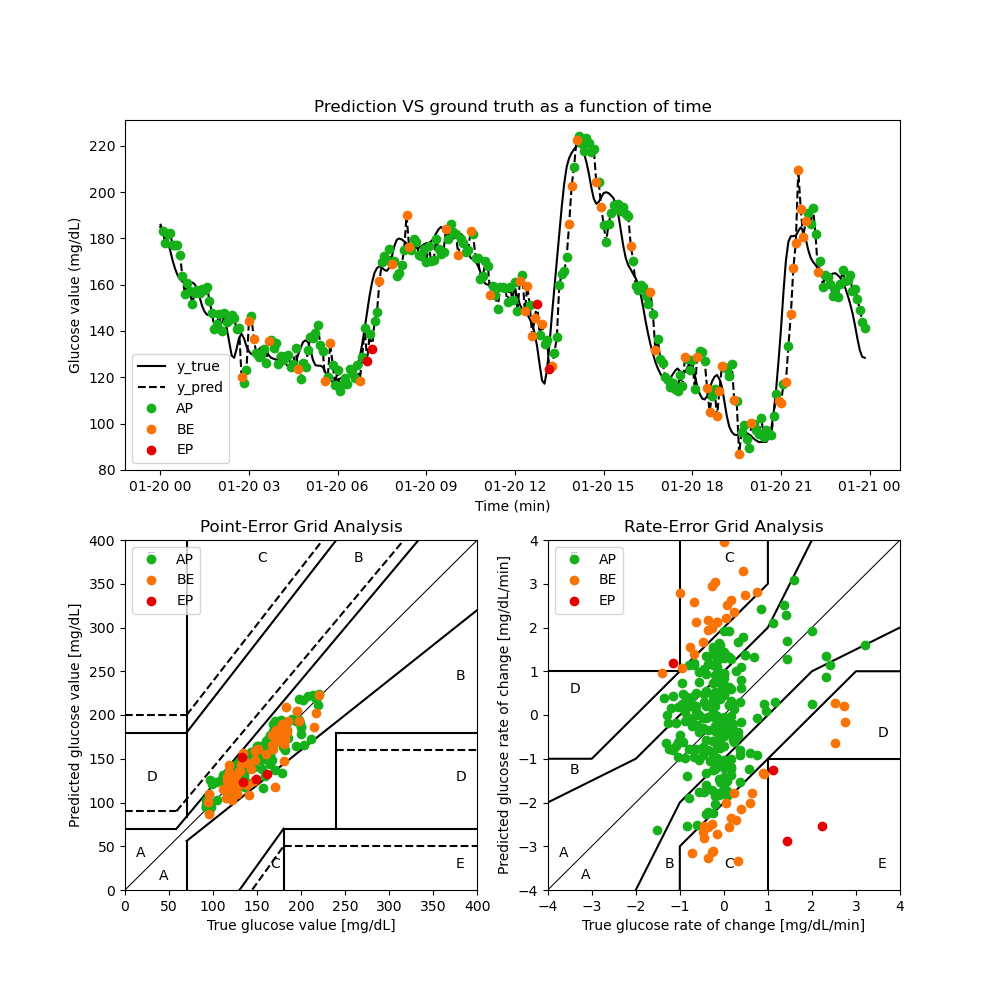 Prediction VS ground truth as a function of time
Glucose value (mg/dL)
220
200
180
160
140
120
100
80
y_true
y_pred
AP
BE
EP
01-20 00 01-20 03 01-20 06 01-20 09 01-20 12 01-20 15 01-20 18 01-20 21 01-21 00
Time (min)
Point-Error Grid Analysis
Predicted glucose value [mg/dL]
400
350
300
250
200
150
100
50
0
AP
BE
EP
C
B
B
D
D
A
A
C
E
0 50 100 150 200 250 300 350 400
True glucose value [mg/dL]
Rate-Error Grid Analysis
Predicted glucose rate of change [mg/dL/min]
4
3
2
1
0
−1
−2
−3
−4
AP
BE
EP
C
D
D
B
A
A
B
C
E
−4 −3 −2 −1 0 1 2 3 4
True glucose rate of change [mg/dL/min]